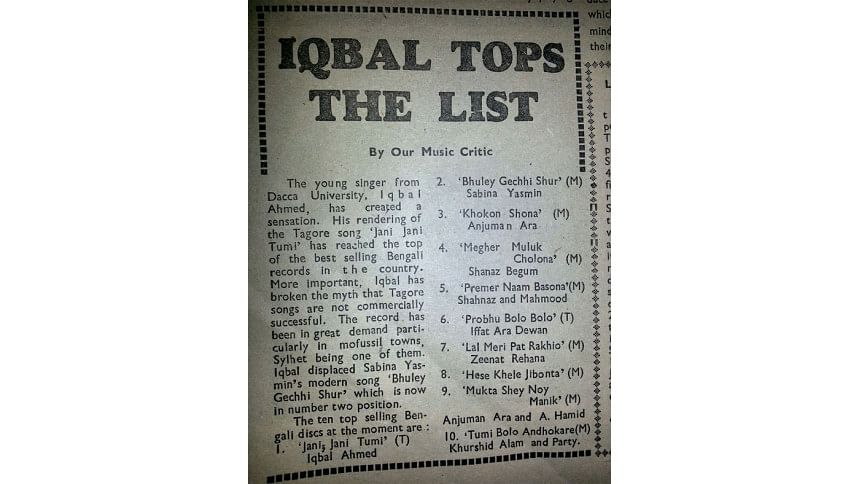 IQBAL TOPS
THE LIST
By Our Music Critic
The young singer from
Dacca University, Iqbal
Ahmed, has created a
sensation. His rendering of
the Tagore song 'Jani Jani
Tumi' has reached the top
of the best selling Bengali
records in the country.
More important, Iqbal has
broken the myth that Tagore
songs are not commercially
successful. The record has
been in great demand parti-
cularly in mofussil towns,
Sylhet being one of them.
Iqbal displaced Sabina Yas-
min's modern song 'Bhuley
Gechhi Shur' which is now
in number two position.
The ten top selling Ben-
gali discs at the moment are :
1. 'Jani, Jani Tumi' (T)
Iqbal Ahmed
2. 'Bhuley Gechhi Shur' (M)
Sabina Yasmin
3. 'Khokon Shona' (M)
Anjuman Ara
4. 'Megher Muluk
Cholona' (M)
Shanaz Begum
5. 'Premer Naam Basona'(M)
Shahnaz and Mahmood
6. 'Probhu Bolo Bolo' (T)
Iffat Ara Dewan
7. 'Lal Meri Pat Rakhio' (M)
Zeenat Rehana
8. 'Hese Khele Jibonta' (M)
9. 'Mukta Shey Noy
Manik' (M)
Anjuman Ara and A. Hamid
10. 'Tumi Bolo Andhokare(M)
Khurshid Alam and Party.
whic
mind
thei